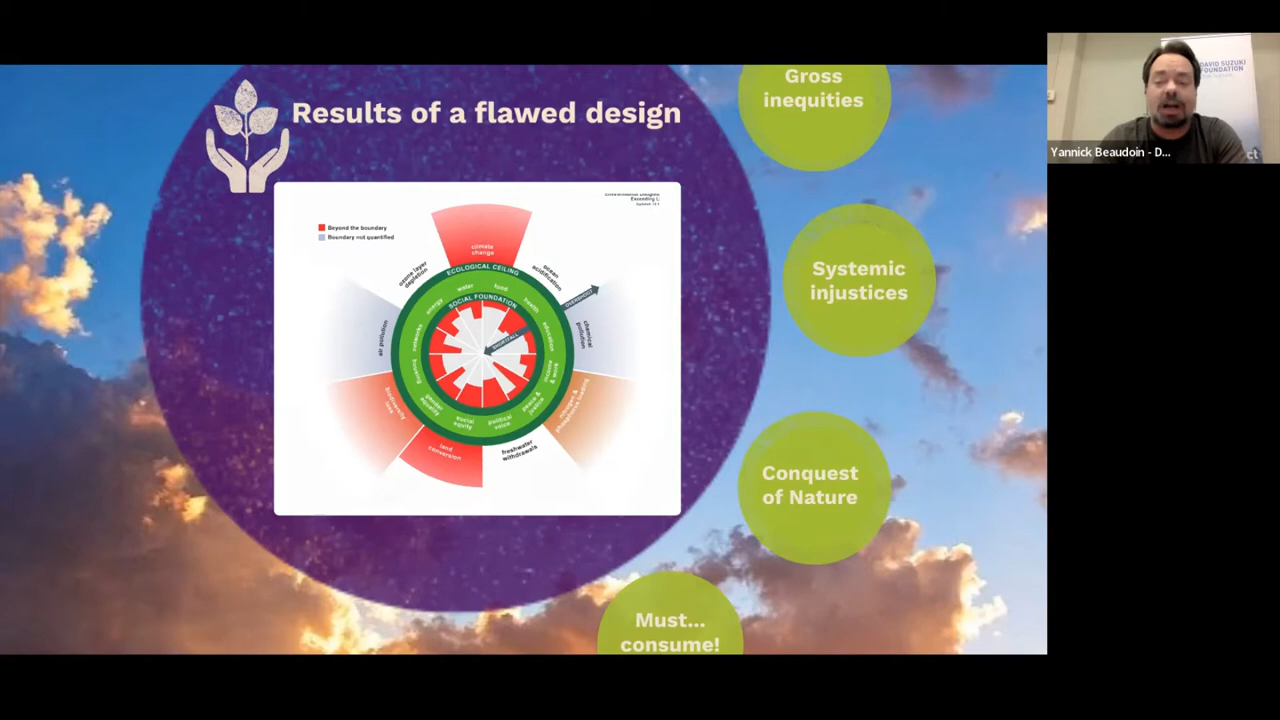 Results of a flawed design
Gross
inequities
Systemic
injustices
Conquest
of Nature
Must...
consume!
Beyond the boundary
Boundary not quantified
climate
change
ocean
acidification
chemical
pollution
nitrogen &
phosphorus loading
freshwater
withdrawals
land
conversion
biodiversity
loss
air pollution
ozone layer
depletion
ECOLOGICAL CEILING
OVERSHOOT
water
food
health
education
income
& work
peace &
justice
political
voice
social
equity
gender
equality
housing
networks
energy
SOCIAL FOUNDATION
SHORTFALL
DAVID SUZUKI
FOUNDATION
ct
Yannick Beaudoin - D...